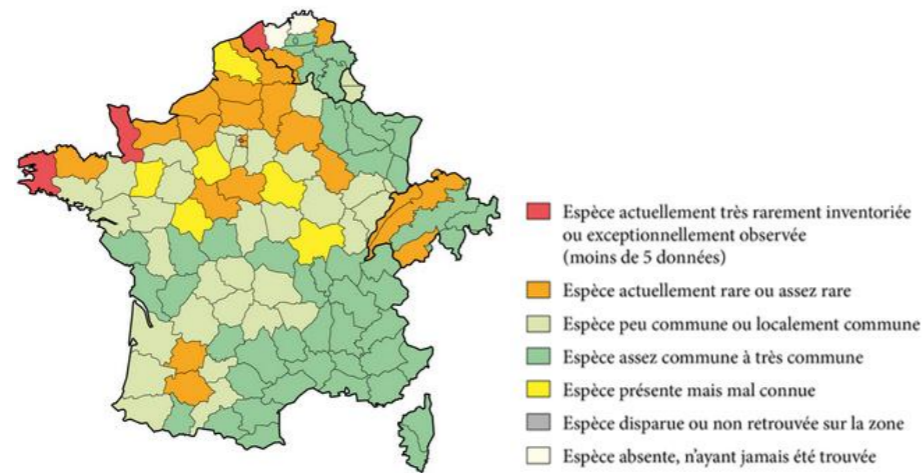 Espèce actuellement très rarement inventoriée
ou exceptionnellement observée
(moins de 5 données)
Espèce actuellement rare ou assez rare
Espèce peu commune ou localement commune
Espèce assez commune à très commune
Espèce présente mais mal connue
Espèce disparue ou non retrouvée sur la zone
Espèce absente, n'ayant jamais été trouvée